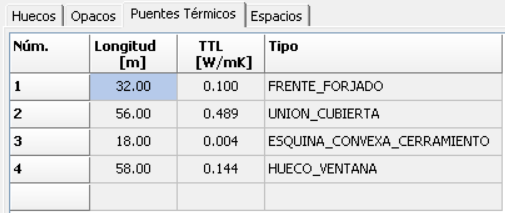 Huecos Opacos Puentes Térmicos Espacios
Núm. Longitud [m] TTL [W/mK] Tipo
1 32.00 0.100 FRENTE_FORJADO
2 56.00 0.489 UNION_CUBIERTA
3 18.00 0.004 ESQUINA_CONVEXA_CERRAMIENTO
4 58.00 0.144 HUECO_VENTANA